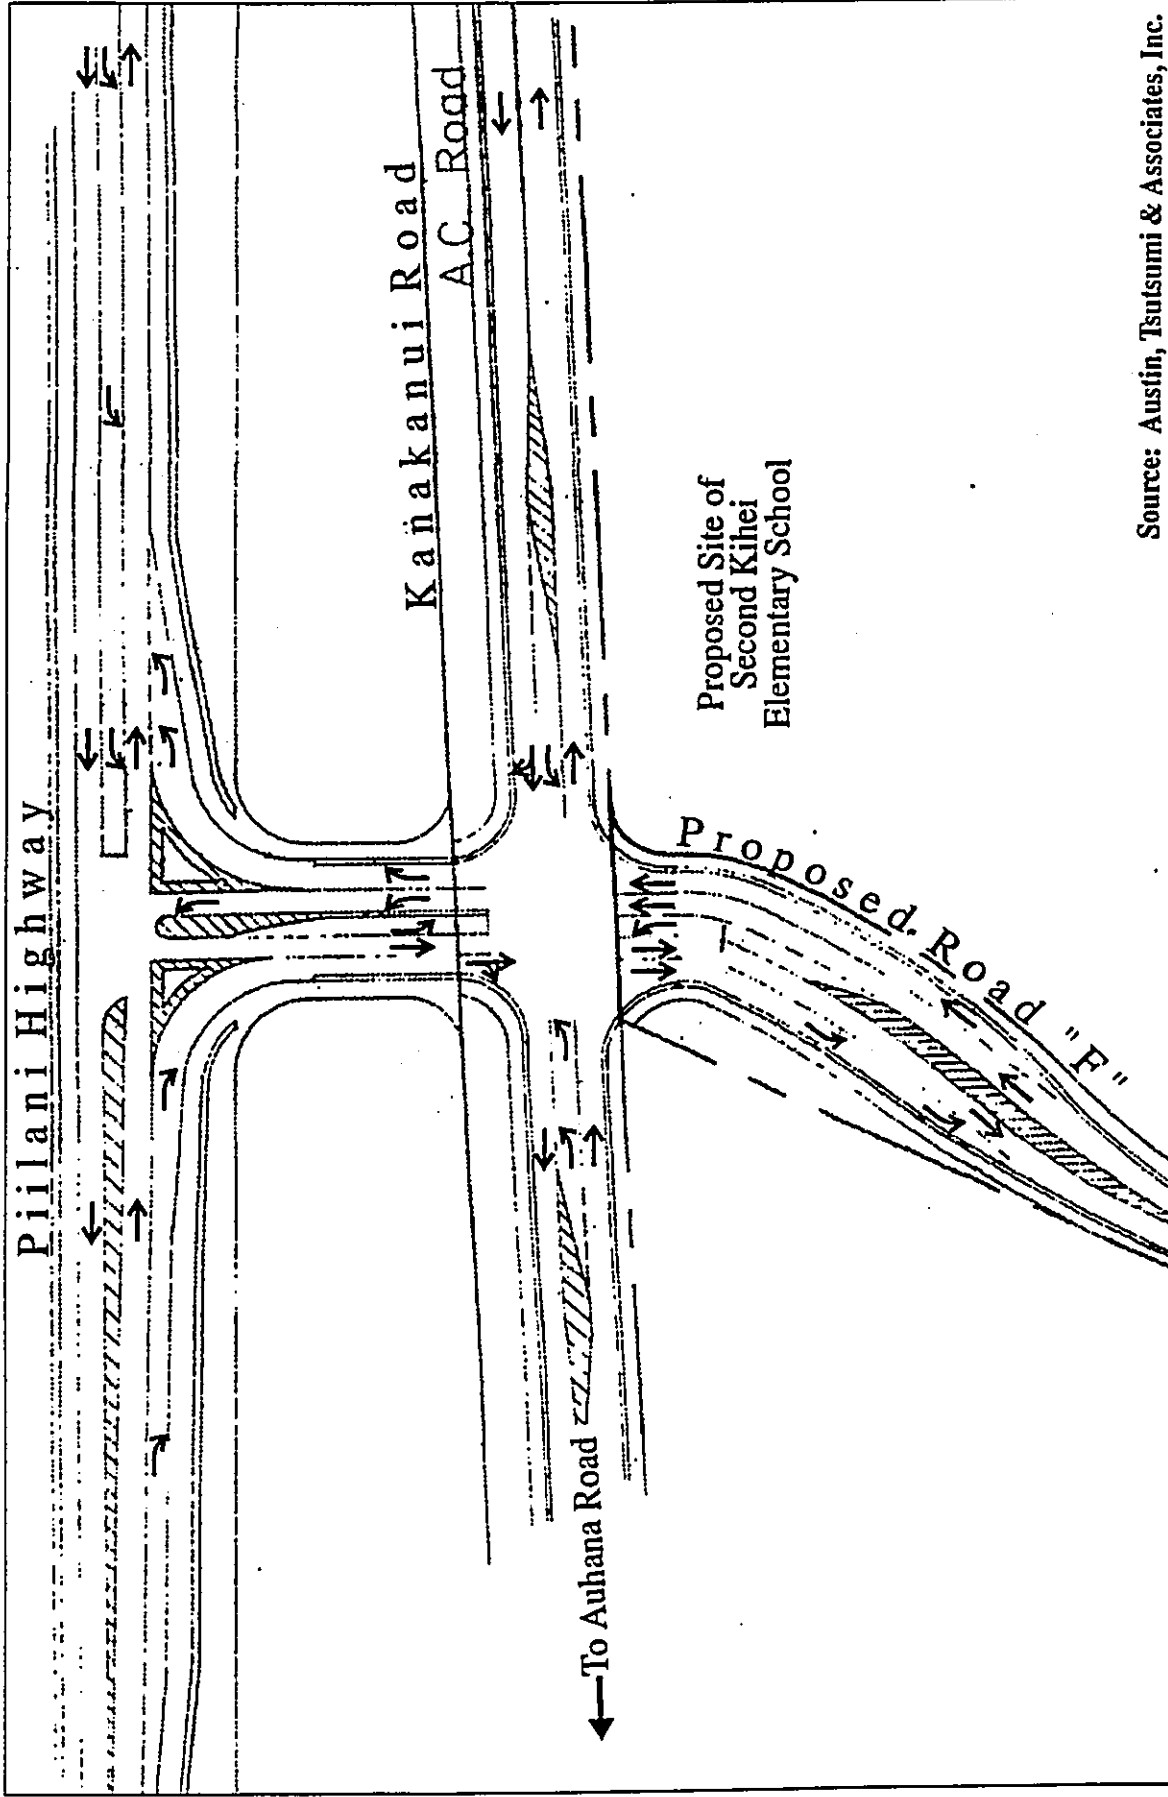 Piilani Highway
Kanakanui Road
A.C. Road
Proposed Site of
Second Kihei
Elementary School
Proposed Road "F"
To Auhana Road
Source: Austin, Tsutsumi & Associates, Inc.